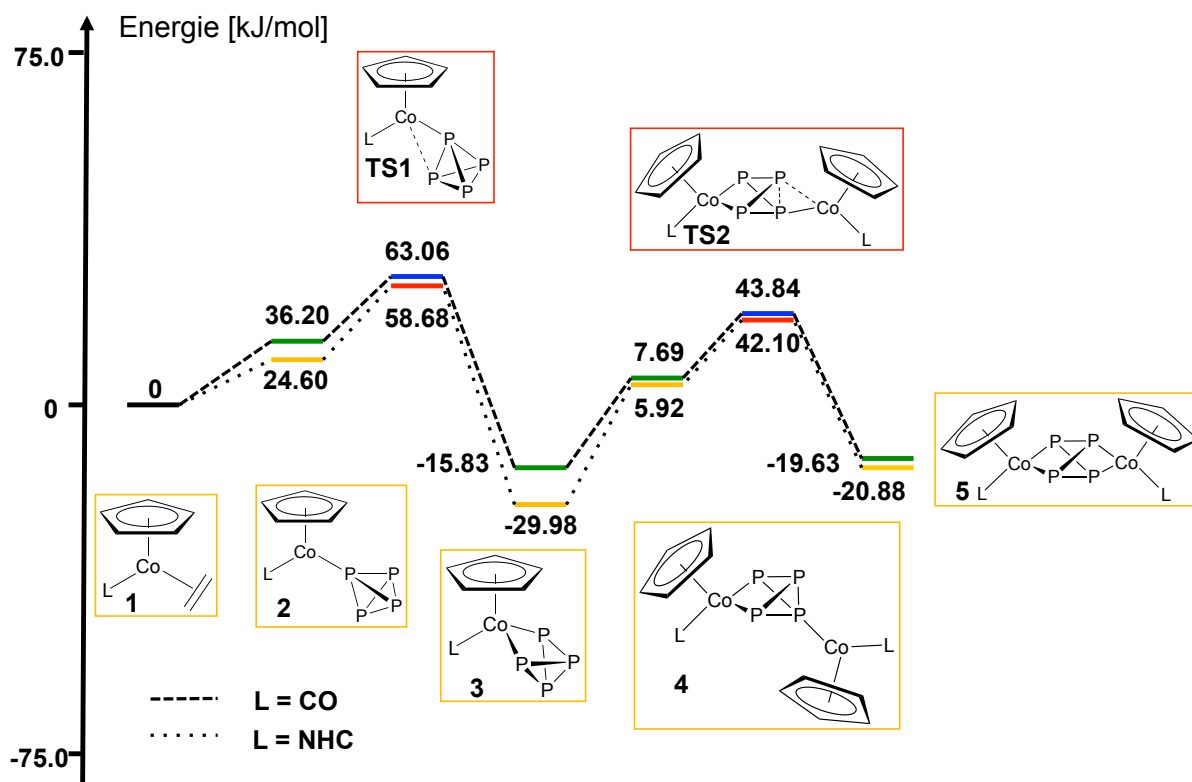 Energie [kJ/mol]
75.0
0
-75.0
Co
L
P
P
P
P
TS1
P
P
Co
P
P
Co
L
TS2
L
63.06
58.68
43.84
42.10
36.20
24.60
0
7.69
5.92
-15.83
-29.98
-19.63
-20.88
P
P
Co
Co
P
P
L
5
L
Co
L
1
Co
L
P
P
P
P
2
Co
L
P
P
P
P
3
P
P
Co
P
P
L
Co
L
4
L = CO
L = NHC